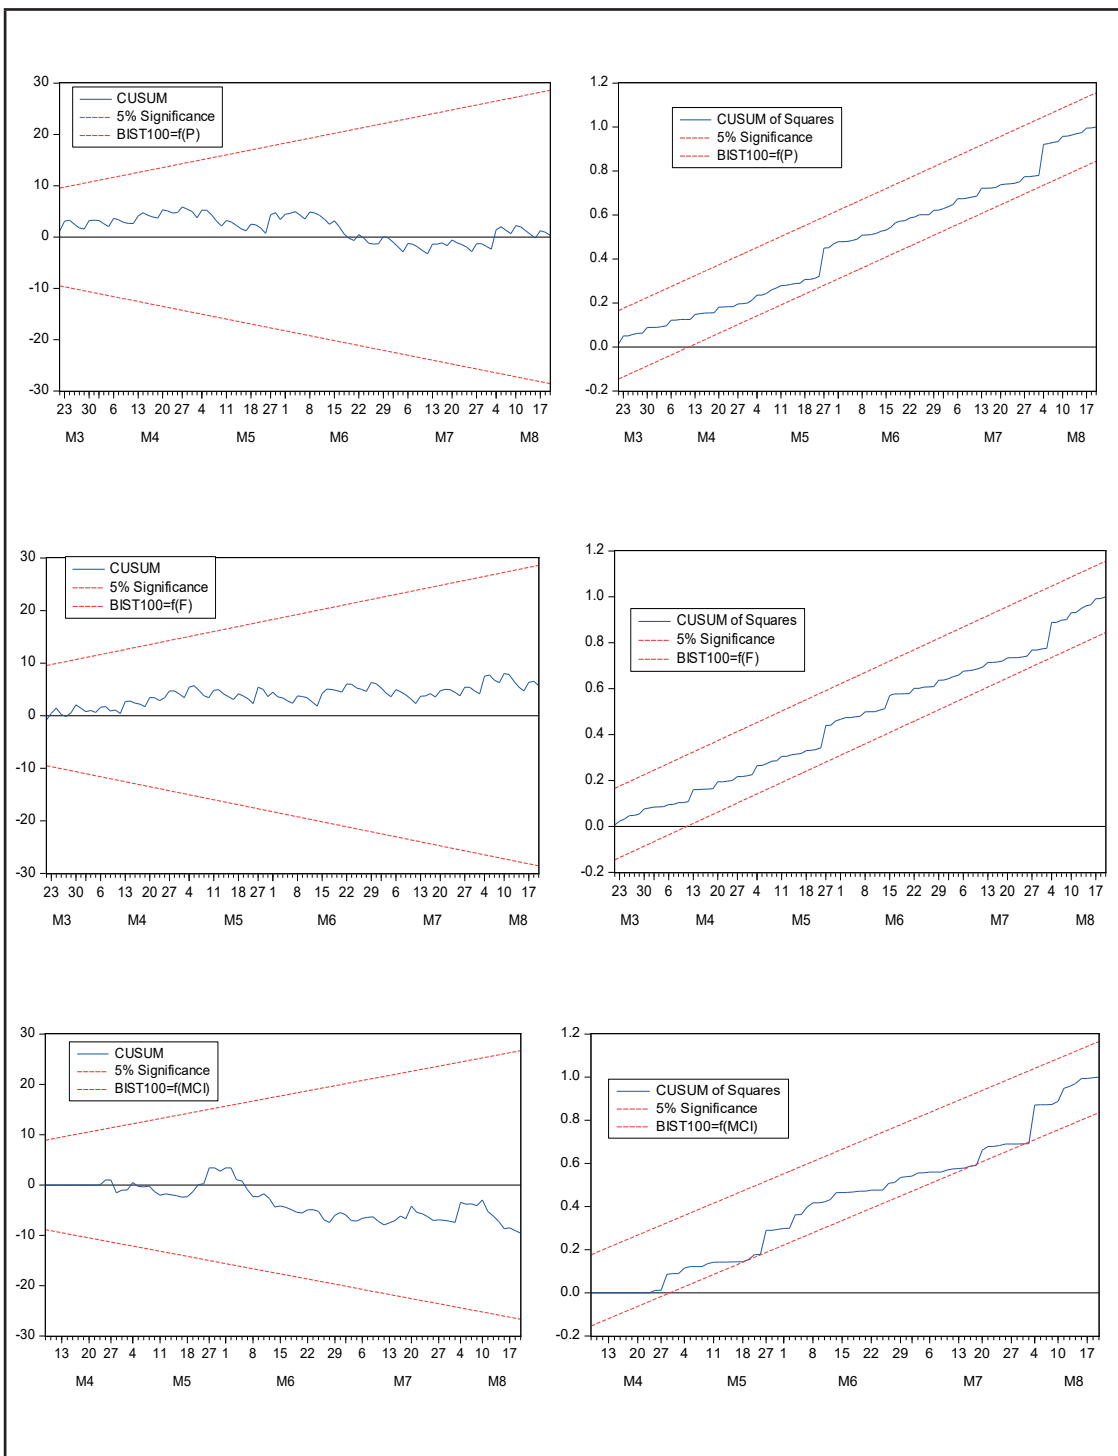 30
20
10
0
-10
-20
-30
CUSUM
5% Significance
BIST100=f(P)
23 30 6 13 20 27 4 11 18 27 1 8 15 22 29 6 13 20 27 4 10 17
M3 M4 M5 M6 M7 M8
1.2
1.0
0.8
0.6
0.4
0.2
0.0
-0.2
CUSUM of Squares
5% Significance
BIST100=f(P)
23 30 6 13 20 27 4 11 18 27 1 8 15 22 29 6 13 20 27 4 10 17
M3 M4 M5 M6 M7 M8
30
20
10
0
-10
-20
-30
CUSUM
5% Significance
BIST100=f(F)
23 30 6 13 20 27 4 11 18 27 1 8 15 22 29 6 13 20 27 4 10 17
M3 M4 M5 M6 M7 M8
1.2
1.0
0.8
0.6
0.4
0.2
0.0
-0.2
CUSUM of Squares
5% Significance
BIST100=f(F)
23 30 6 13 20 27 4 11 18 27 1 8 15 22 29 6 13 20 27 4 10 17
M3 M4 M5 M6 M7 M8
30
20
10
0
-10
-20
-30
CUSUM
5% Significance
BIST100=f(MCI)
13 20 27 4 11 18 27 1 8 15 22 29 6 13 20 27 4 10 17
M4 M5 M6 M7 M8
1.2
1.0
0.8
0.6
0.4
0.2
0.0
-0.2
CUSUM of Squares
5% Significance
BIST100=f(MCI)
13 20 27 4 11 18 27 1 8 15 22 29 6 13 20 27 4 10 17
M4 M5 M6 M7 M8